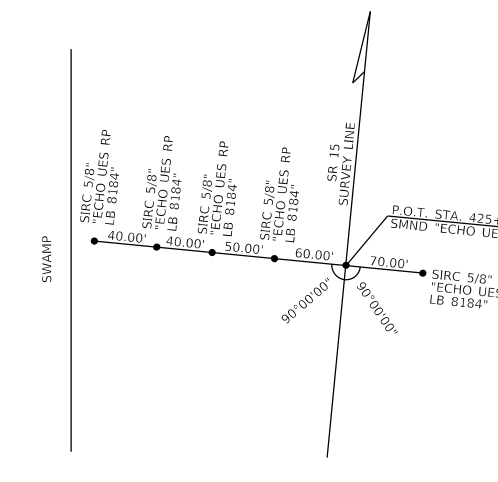 SIRC 5/8"
"ECHO UES RP
LB 8184"
SIRC 5/8"
"ECHO UES RP
LB 8184"
SIRC 5/8"
"ECHO UES RP
LB 8184"
SIRC 5/8"
"ECHO UES RP
LB 8184"
SR 15
SURVEY LINE
P.O.T. STA. 425+
SMND "ECHO UE
SWAMP
40.00'
40.00'
50.00'
60.00'
70.00'
SIRC 5/8"
"ECHO UES
LB 8184"
90°00'00"
90°00'00"